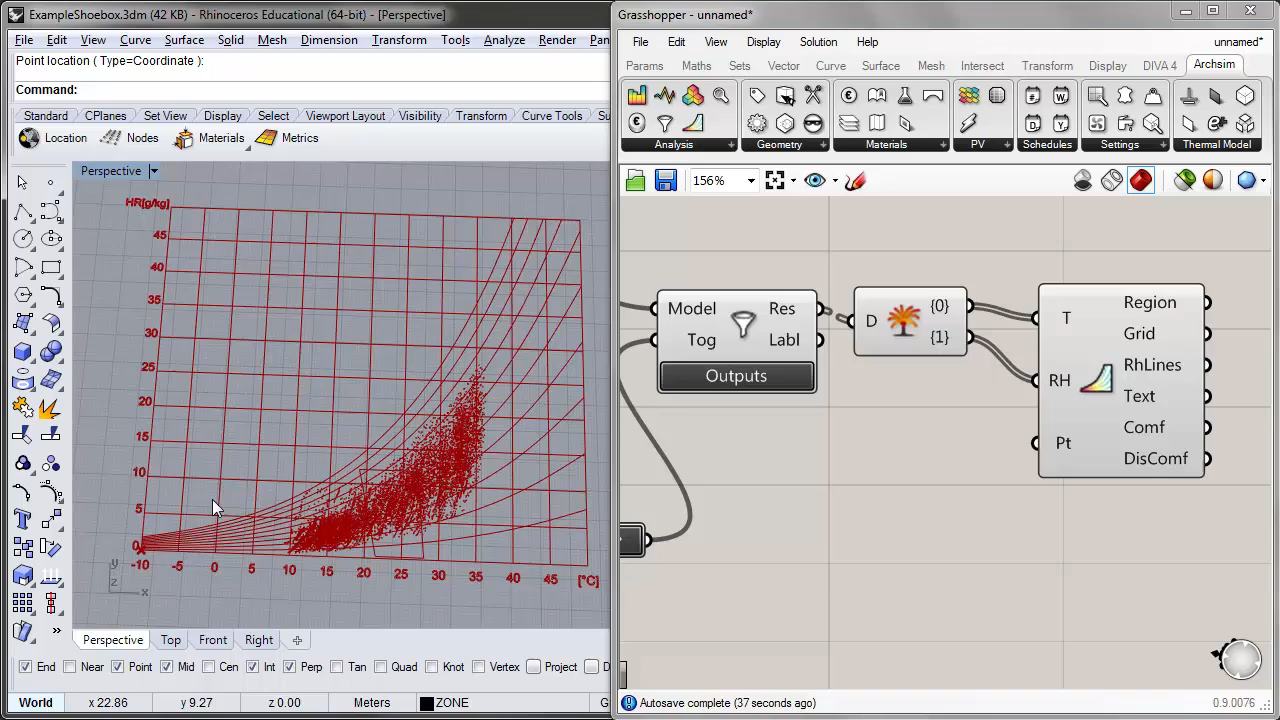 ExampleShoebox.3dm (42 KB) - Rhinoceros Educational (64-bit) - [Perspective]
File Edit View Curve Surface Solid Mesh Dimension Transform Tools Analyze Render Pan
Point location ( Type=Coordinate ):
Command:
Standard CPlanes Set View Display Select Viewport Layout Visibility Transform Curve Tools Su
Location Nodes Materials Metrics
Perspective
HR[g/kg]
45
40
35
30
25
20
15
10
5
0
-10 -5 0 5 10 15 20 25 30 35 40 45 [°C]
y
z x
Perspective Top Front Right
End Near Point Mid Cen Int Perp Tan Quad Knot Vertex Project D
World x 22.86 y 9.27 z 0.00 Meters ZONE G
Grasshopper - unnamed*
File Edit View Display Solution Help unnamed*
Params Maths Sets Vector Curve Surface Mesh Intersect Transform Display DIVA 4 Archsim
Analysis Geometry Materials PV Schedules Settings Thermal Model
156%
Model Res
Tog Labl
Outputs
D {0}
{1}
T
RH
Pt
Region
Grid
RhLines
Text
Comf
DisComf
Autosave complete (37 seconds ago) 0.9.0076